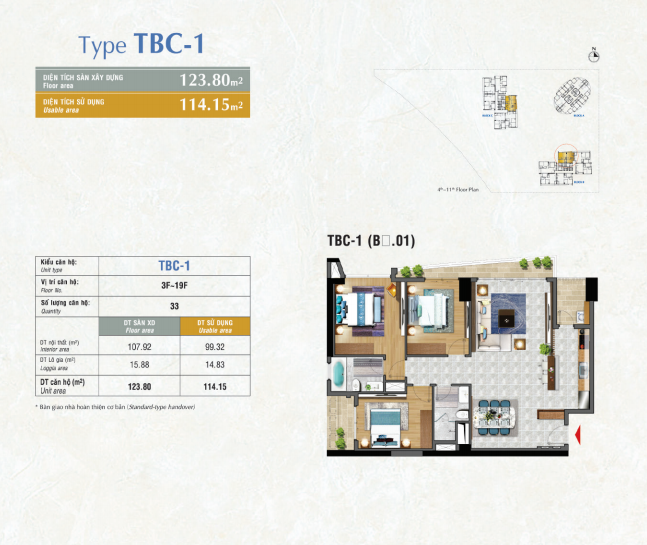 Type TBC-1
DIỆN TÍCH SÀN XÂY DỰNG
Floor area
123.80m2
DIỆN TÍCH SỬ DỤNG
Usable area
114.15m2
N
BLOCK C
BLOCK A
BLOCK B
4th~11th Floor Plan
TBC-1 (B□.01)
Kiểu căn hộ:
Unit type
TBC-1
Vị trí căn hộ:
Floor No.
3F~19F
Số lượng căn hộ:
Quantity
33
DT SÀN XD
Floor area
DT SỬ DỤNG
Usable area
DT nội thất (m²)
Interior area
107.92
99.32
DT Lô gia (m²)
Loggia area
15.88
14.83
DT căn hộ (m²)
Unit area
123.80
114.15
* Bàn giao nhà hoàn thiện cơ bản (Standard-type handover)